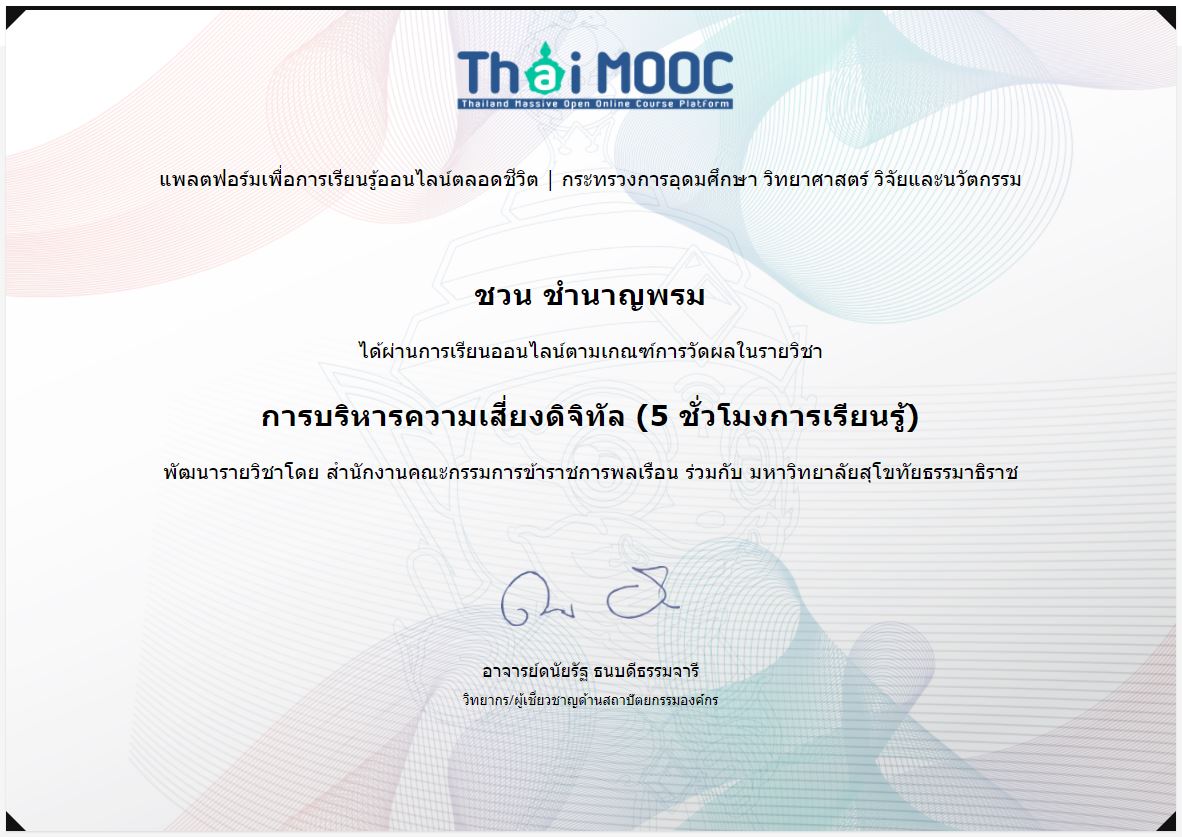 Thai MOOC
Thailand Massive Open Online Course Platform
แพลตฟอร์มเพื่อการเรียนรู้ออนไลน์ตลอดชีวิต | กระทรวงการอุดมศึกษา วิทยาศาสตร์ วิจัยและนวัตกรรม
ชวน ชำนาญพรม
ได้ผ่านการเรียนออนไลน์ตามเกณฑ์การวัดผลในรายวิชา
การบริหารความเสี่ยงดิจิทัล (5 ชั่วโมงการเรียนรู้)
พัฒนารายวิชาโดย สำนักงานคณะกรรมการข้าราชการพลเรือน ร่วมกับ มหาวิทยาลัยสุโขทัยธรรมาธิราช
อาจารย์ดนัยรัฐ ธนบดีธรรมจารี
วิทยากร/ผู้เชี่ยวชาญด้านสถาปัตยกรรมองค์กร